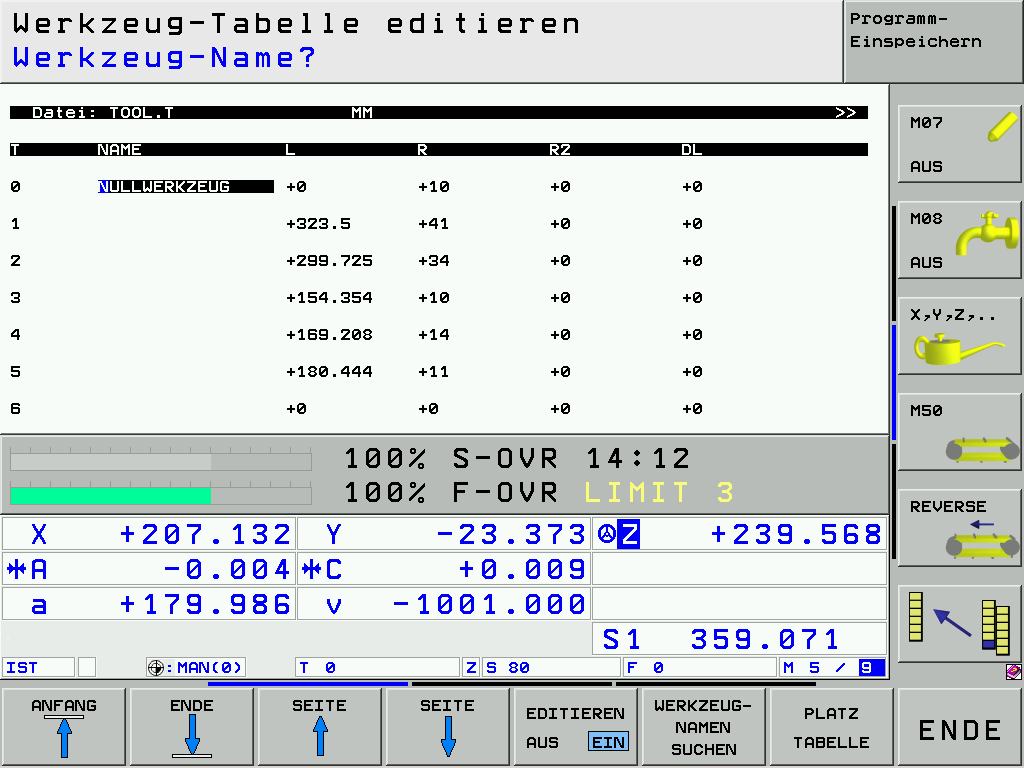 Werkzeug-Tabelle editieren
Werkzeug-Name?
Programm-
Einspeichern
Datei: TOOL.T MM >>
T NAME L R R2 DL
0 NULLWERKZEUG +0 +10 +0 +0
1 +323.5 +41 +0 +0
2 +299.725 +34 +0 +0
3 +154.354 +10 +0 +0
4 +169.208 +14 +0 +0
5 +180.444 +11 +0 +0
6 +0 +0 +0 +0
100% S-OVR 14:12
100% F-OVR LIMIT 3
X +207.132 Y -23.373 Z +239.568
A -0.004 C +0.009
a +179.986 v -1001.000
S1 359.071
IST :MAN(0) T 0 Z S 80 F 0 M 5 / 9
M07
AUS
M08
AUS
X,Y,Z,..
M50
REVERSE
ANFANG
ENDE
SEITE
SEITE
EDITIEREN
AUS EIN
WERKZEUG-
NAMEN
SUCHEN
PLATZ
TABELLE
ENDE